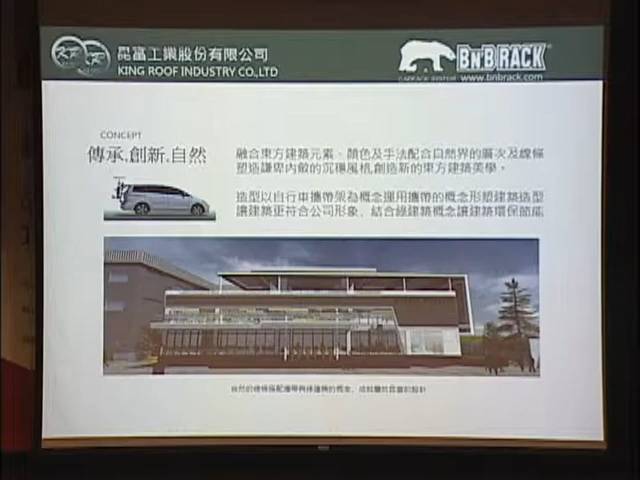 昆富工業股份有限公司
KING ROOF INDUSTRY CO.,LTD
BNB RACK
CARRACK SYSTEM
www.bnbrack.com
CONCEPT
傳承,創新,自然
融合東方建築元素、顏色及手法配合自然界的層次及線條
塑造謙卑內斂的沉穩風格,創造新的東方建築美學。
造型以自行車攜帶架為概念運用攜帶的概念形塑建築造型
讓建築更符合公司形象、結合綠建築概念讓建築環保節能